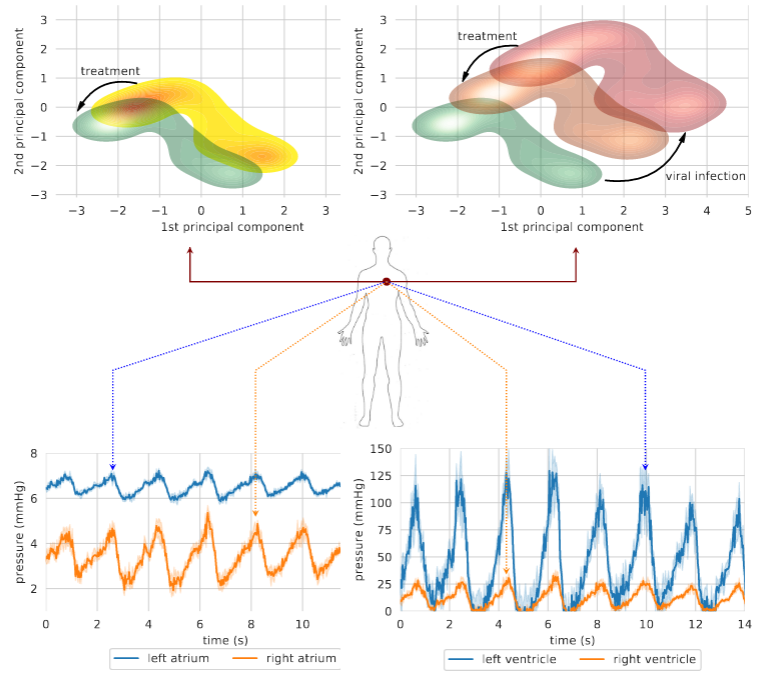 3
2
1
0
−1
−2
−3
2nd principal component
treatment
−3 −2 −1 0 1 2 3
1st principal component
3
2
1
0
−1
−2
−3
2nd principal component
treatment
viral infection
−3 −2 −1 0 1 2 3 4 5
1st principal component
8
6
4
2
pressure (mmHg)
0 2 4 6 8 10
time (s)
left atrium right atrium
150
125
100
75
50
25
0
pressure (mmHg)
0 2 4 6 8 10 12 14
time (s)
left ventricle right ventricle